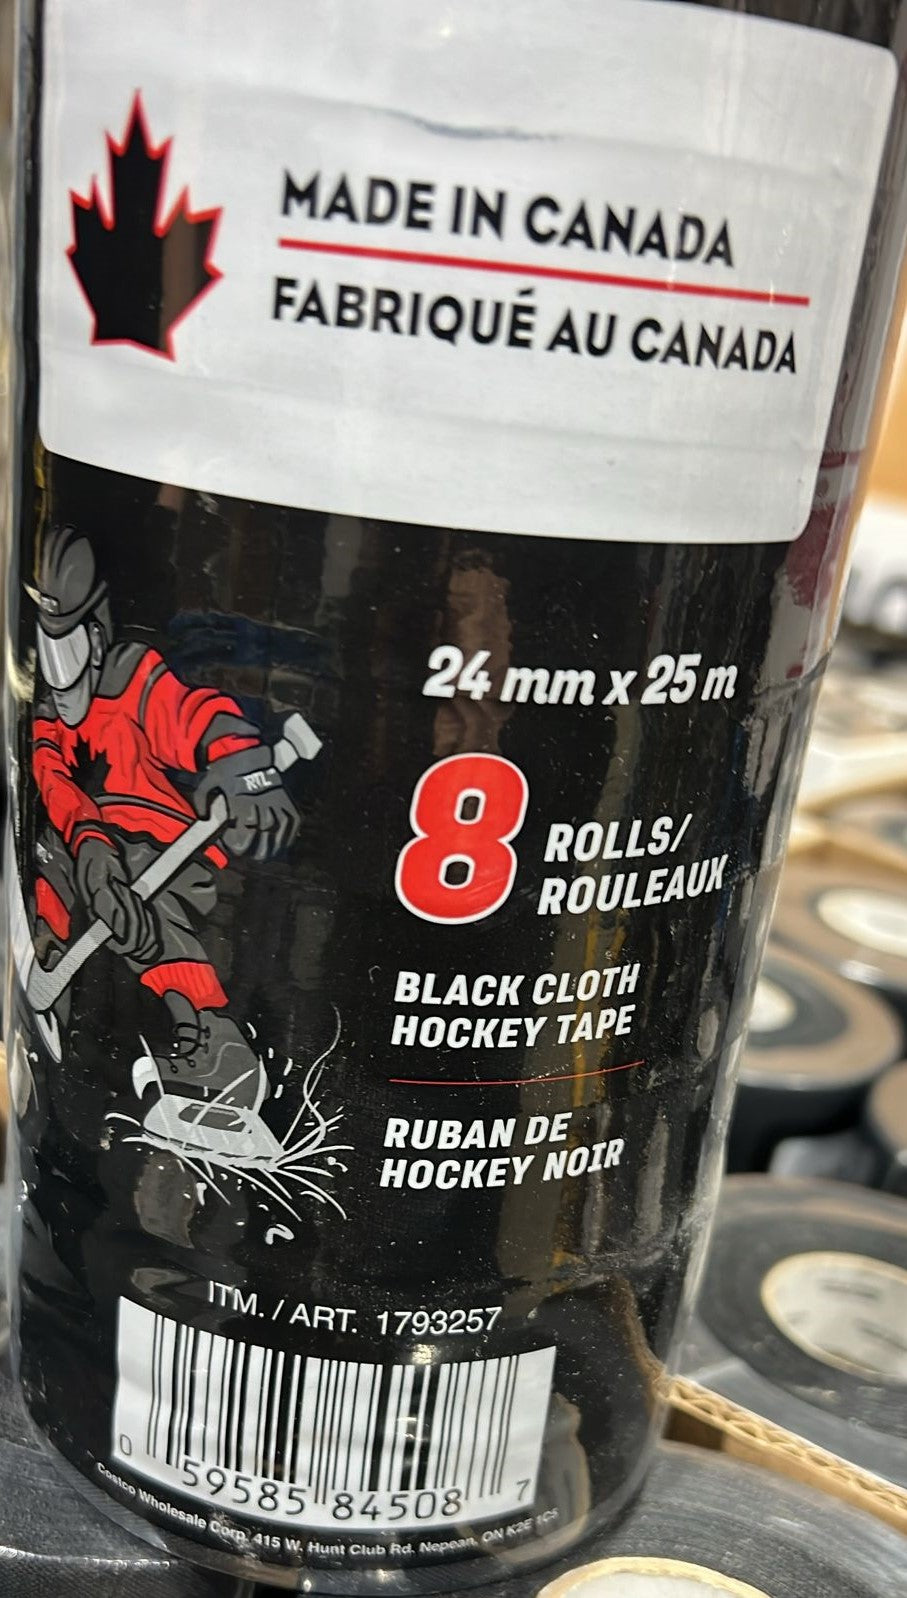 MADE IN CANADA
FABRIQUÉ AU CANADA
24 mm x 25 m
8 ROLLS/
ROULEAUX
RTL
BLACK CLOTH
HOCKEY TAPE
RUBAN DE
HOCKEY NOIR
ITM. / ART. 1793257
0 59585 84508 7
Costco Wholesale Corp. 415 W. Hunt Club Rd. Nepean, ON K2E 1C5